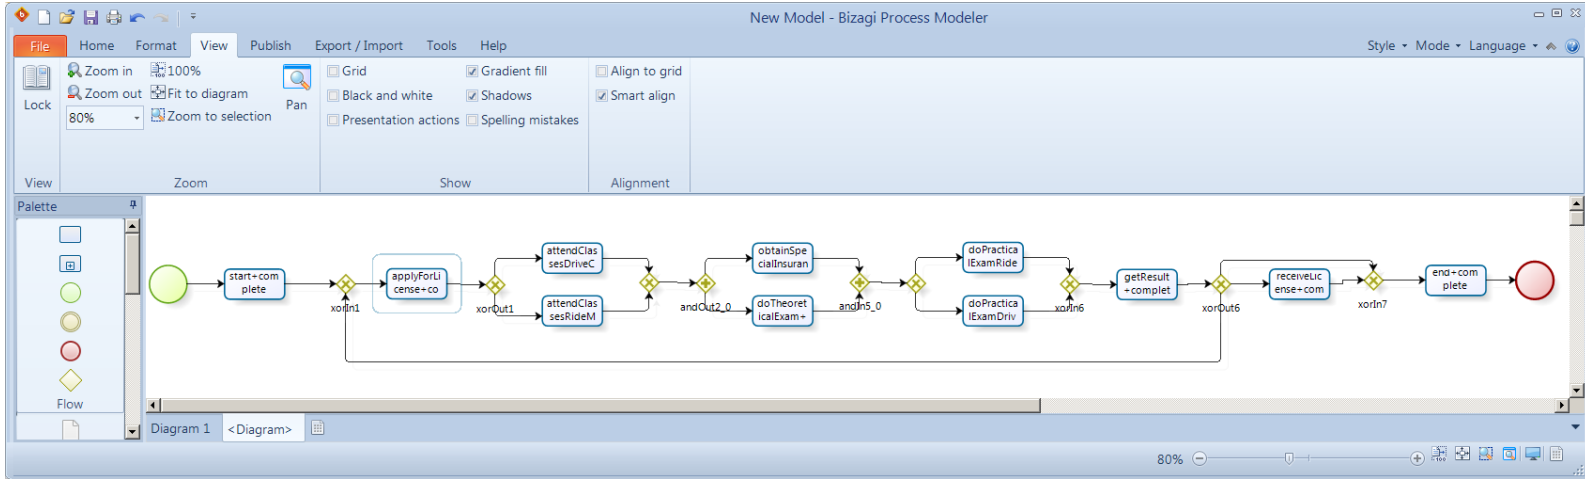 New Model - Bizagi Process Modeler
File Home Format View Publish Export / Import Tools Help Style Mode Language
Zoom in 100% Grid Gradient fill Align to grid
Zoom out Fit to diagram Black and white Shadows Smart align
Lock 80% Zoom to selection Pan Presentation actions Spelling mistakes
View Zoom Show Alignment
Palette
Flow
start+com
plete
xorIn1
applyForLi
cense+co
xorOut1
attendClas
sesDriveC
attendClas
sesRideM
andOut2_0
obtainSpe
cialInsuran
doTheoret
icalExam+
andIn5_0
doPractica
lExamRide
doPractica
lExamDriv
xorIn6
getResult
+complet
xorOut6
receiveLic
ense+com
xorIn7
end+com
plete
Diagram 1 <Diagram>
80%